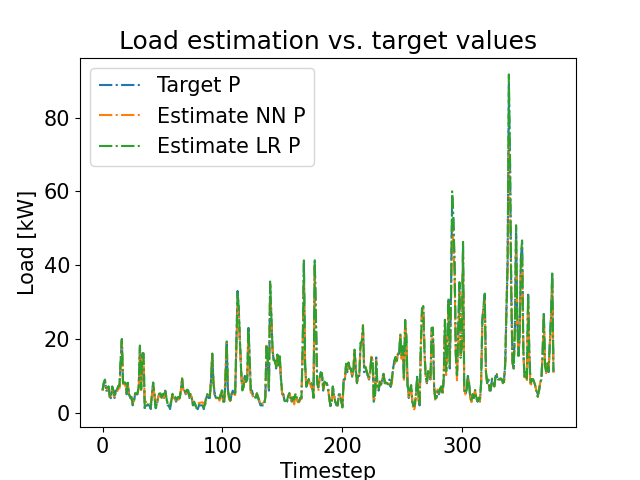 Load estimation vs. target values
Target P
Estimate NN P
Estimate LR P
Load [kW]
80
60
40
20
0
0 100 200 300
Timestep